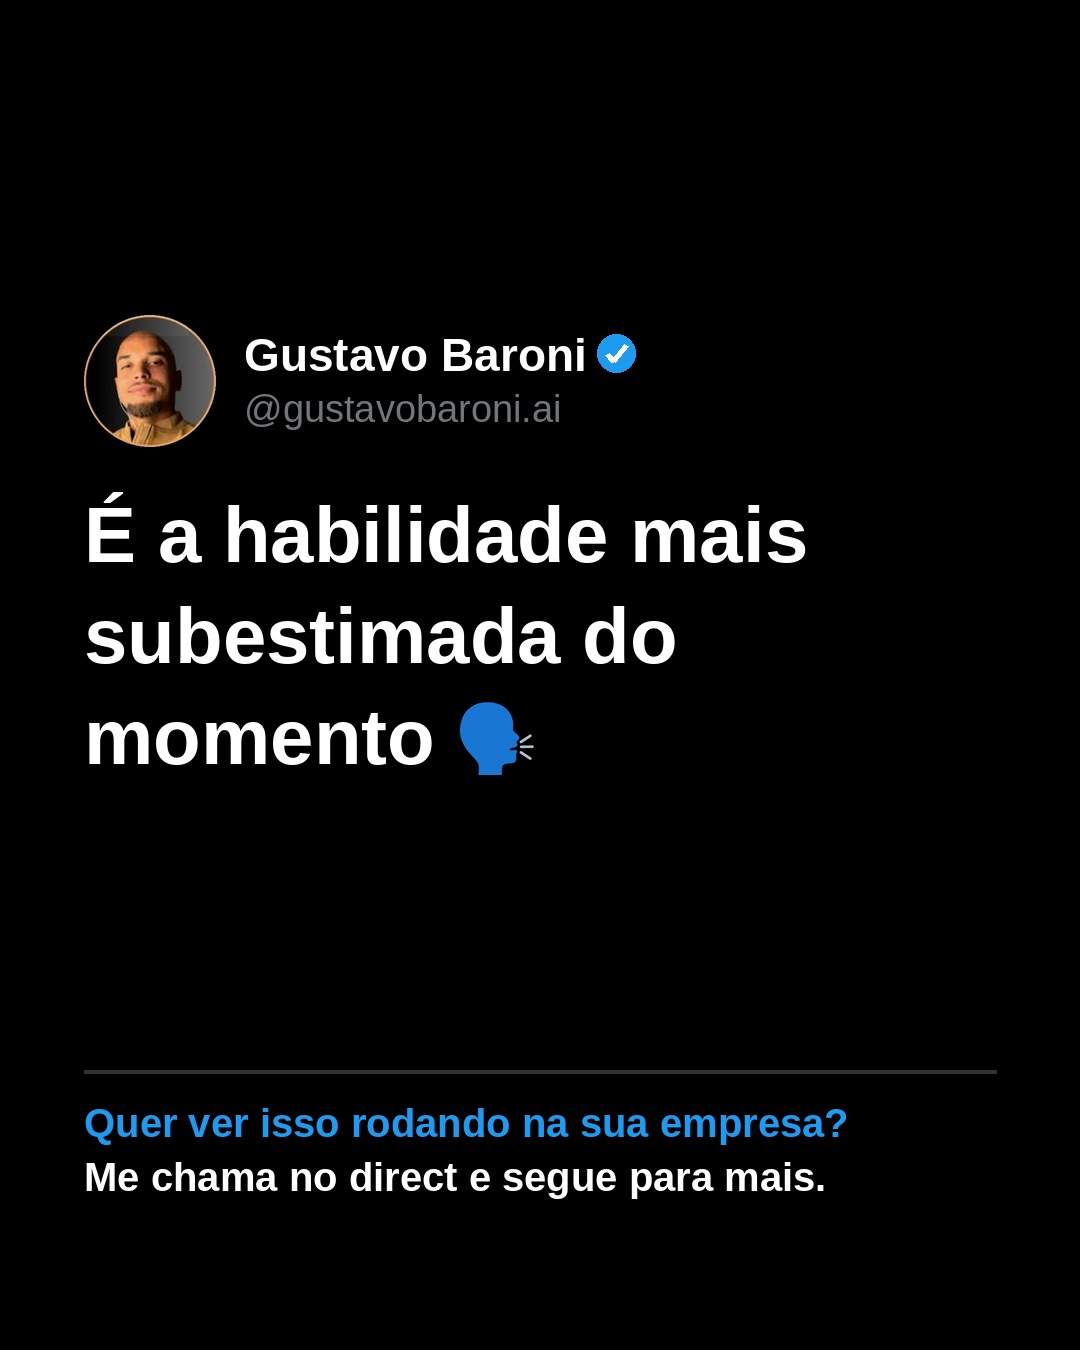 Gustavo Baroni
@gustavobaroni.ai
É a habilidade mais
subestimada do
momento 🗣️
Quer ver isso rodando na sua empresa?
Me chama no direct e segue para mais.